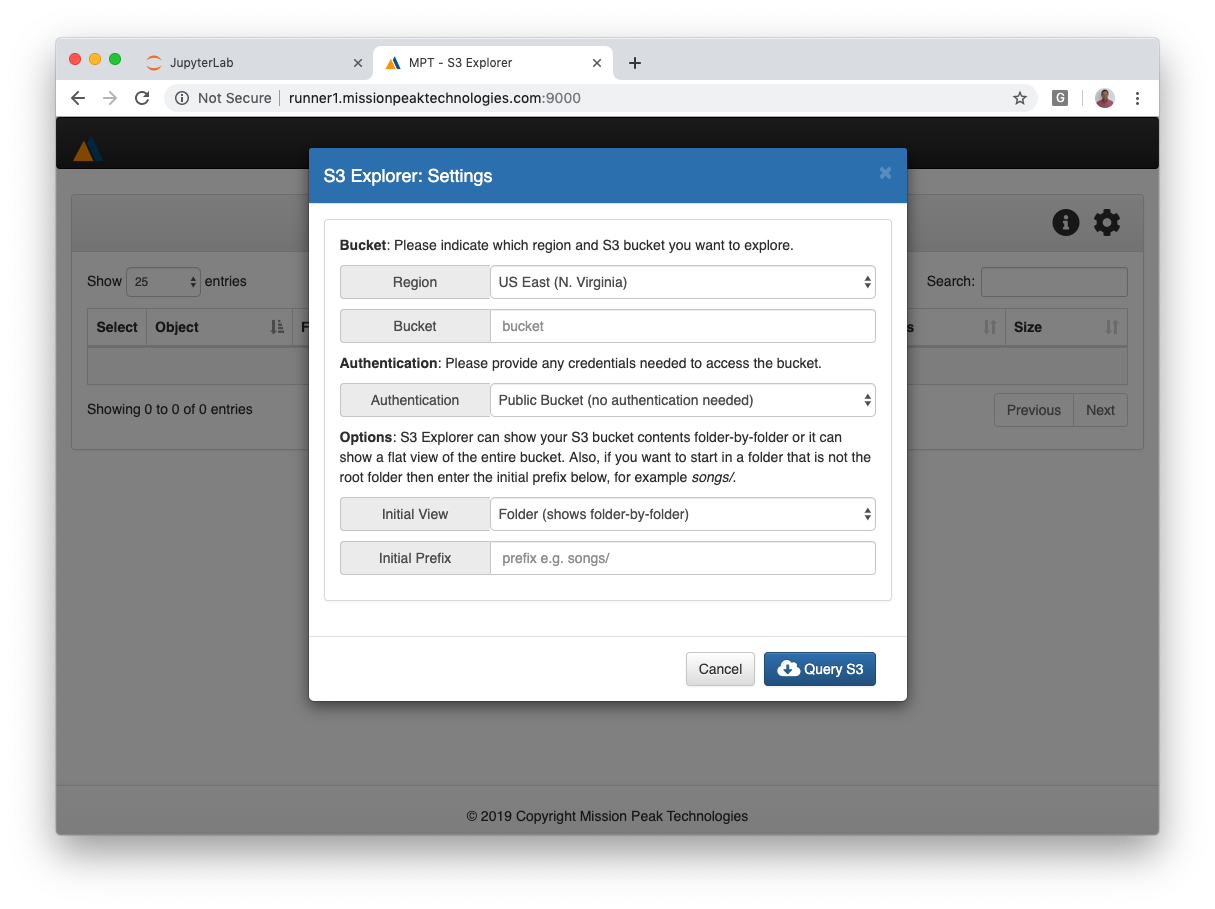 JupyterLab
MPT - S3 Explorer
Not Secure | runner1.missionpeaktechnologies.com:9000
G
S3 Explorer: Settings
Bucket: Please indicate which region and S3 bucket you want to explore.
Region US East (N. Virginia)
Bucket bucket
Authentication: Please provide any credentials needed to access the bucket.
Authentication Public Bucket (no authentication needed)
Options: S3 Explorer can show your S3 bucket contents folder-by-folder or it can
show a flat view of the entire bucket. Also, if you want to start in a folder that is not the
root folder then enter the initial prefix below, for example songs/.
Initial View Folder (shows folder-by-folder)
Initial Prefix prefix e.g. songs/
Cancel Query S3
Show 25 entries Search:
Select Object F s Size
Showing 0 to 0 of 0 entries Previous Next
© 2019 Copyright Mission Peak Technologies